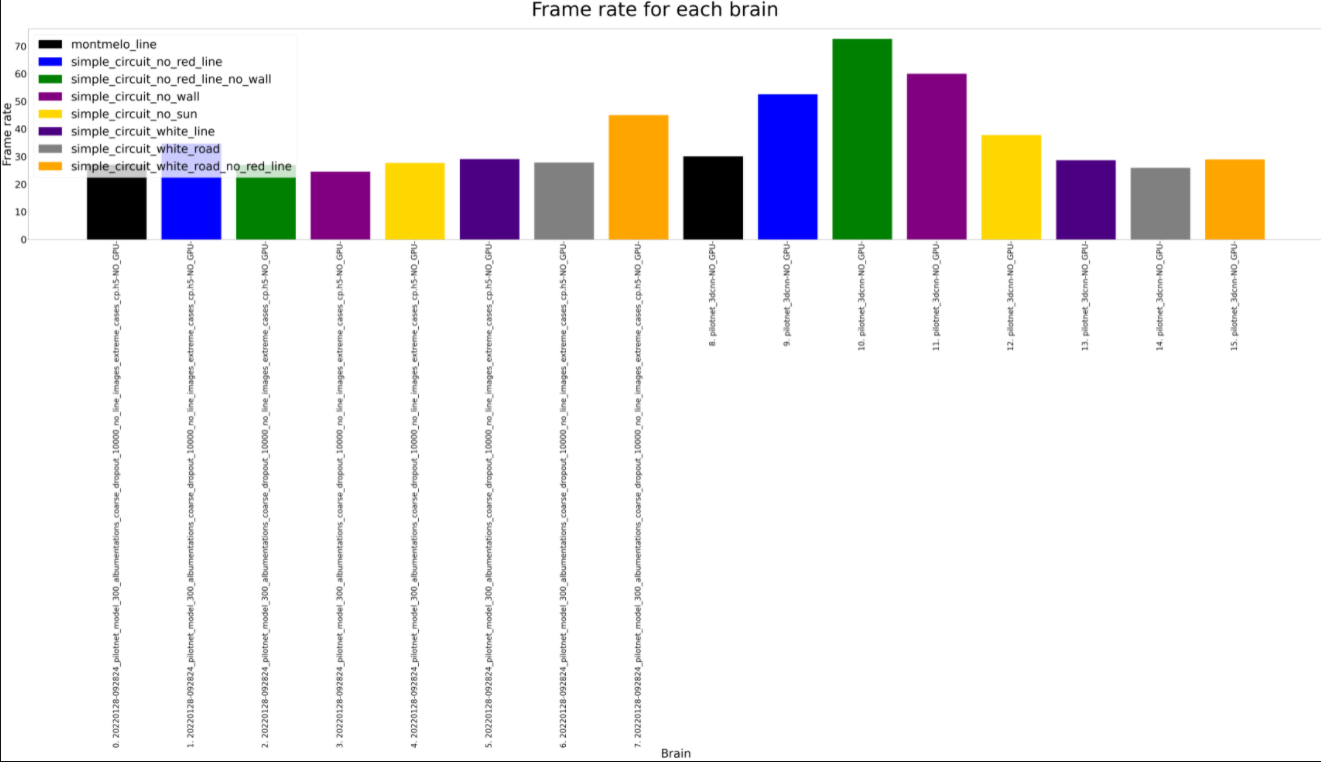 Frame rate for each brain
Frame rate
70
60
50
40
30
20
10
0
montmelo_line
simple_circuit_no_red_line
simple_circuit_no_red_line_no_wall
simple_circuit_no_wall
simple_circuit_no_sun
simple_circuit_white_line
simple_circuit_white_road
simple_circuit_white_road_no_red_line
0. 20220128-092824_pilotnet_model_300_albumentations_coarse_dropout_10000_no_line_images_extreme_cases_cp.h5-NO_GPU-
1. 20220128-092824_pilotnet_model_300_albumentations_coarse_dropout_10000_no_line_images_extreme_cases_cp.h5-NO_GPU-
2. 20220128-092824_pilotnet_model_300_albumentations_coarse_dropout_10000_no_line_images_extreme_cases_cp.h5-NO_GPU-
3. 20220128-092824_pilotnet_model_300_albumentations_coarse_dropout_10000_no_line_images_extreme_cases_cp.h5-NO_GPU-
4. 20220128-092824_pilotnet_model_300_albumentations_coarse_dropout_10000_no_line_images_extreme_cases_cp.h5-NO_GPU-
5. 20220128-092824_pilotnet_model_300_albumentations_coarse_dropout_10000_no_line_images_extreme_cases_cp.h5-NO_GPU-
6. 20220128-092824_pilotnet_model_300_albumentations_coarse_dropout_10000_no_line_images_extreme_cases_cp.h5-NO_GPU-
7. 20220128-092824_pilotnet_model_300_albumentations_coarse_dropout_10000_no_line_images_extreme_cases_cp.h5-NO_GPU-
8. pilotnet_3dcnn-NO_GPU-
9. pilotnet_3dcnn-NO_GPU-
10. pilotnet_3dcnn-NO_GPU-
11. pilotnet_3dcnn-NO_GPU-
12. pilotnet_3dcnn-NO_GPU-
13. pilotnet_3dcnn-NO_GPU-
14. pilotnet_3dcnn-NO_GPU-
15. pilotnet_3dcnn-NO_GPU-
Brain